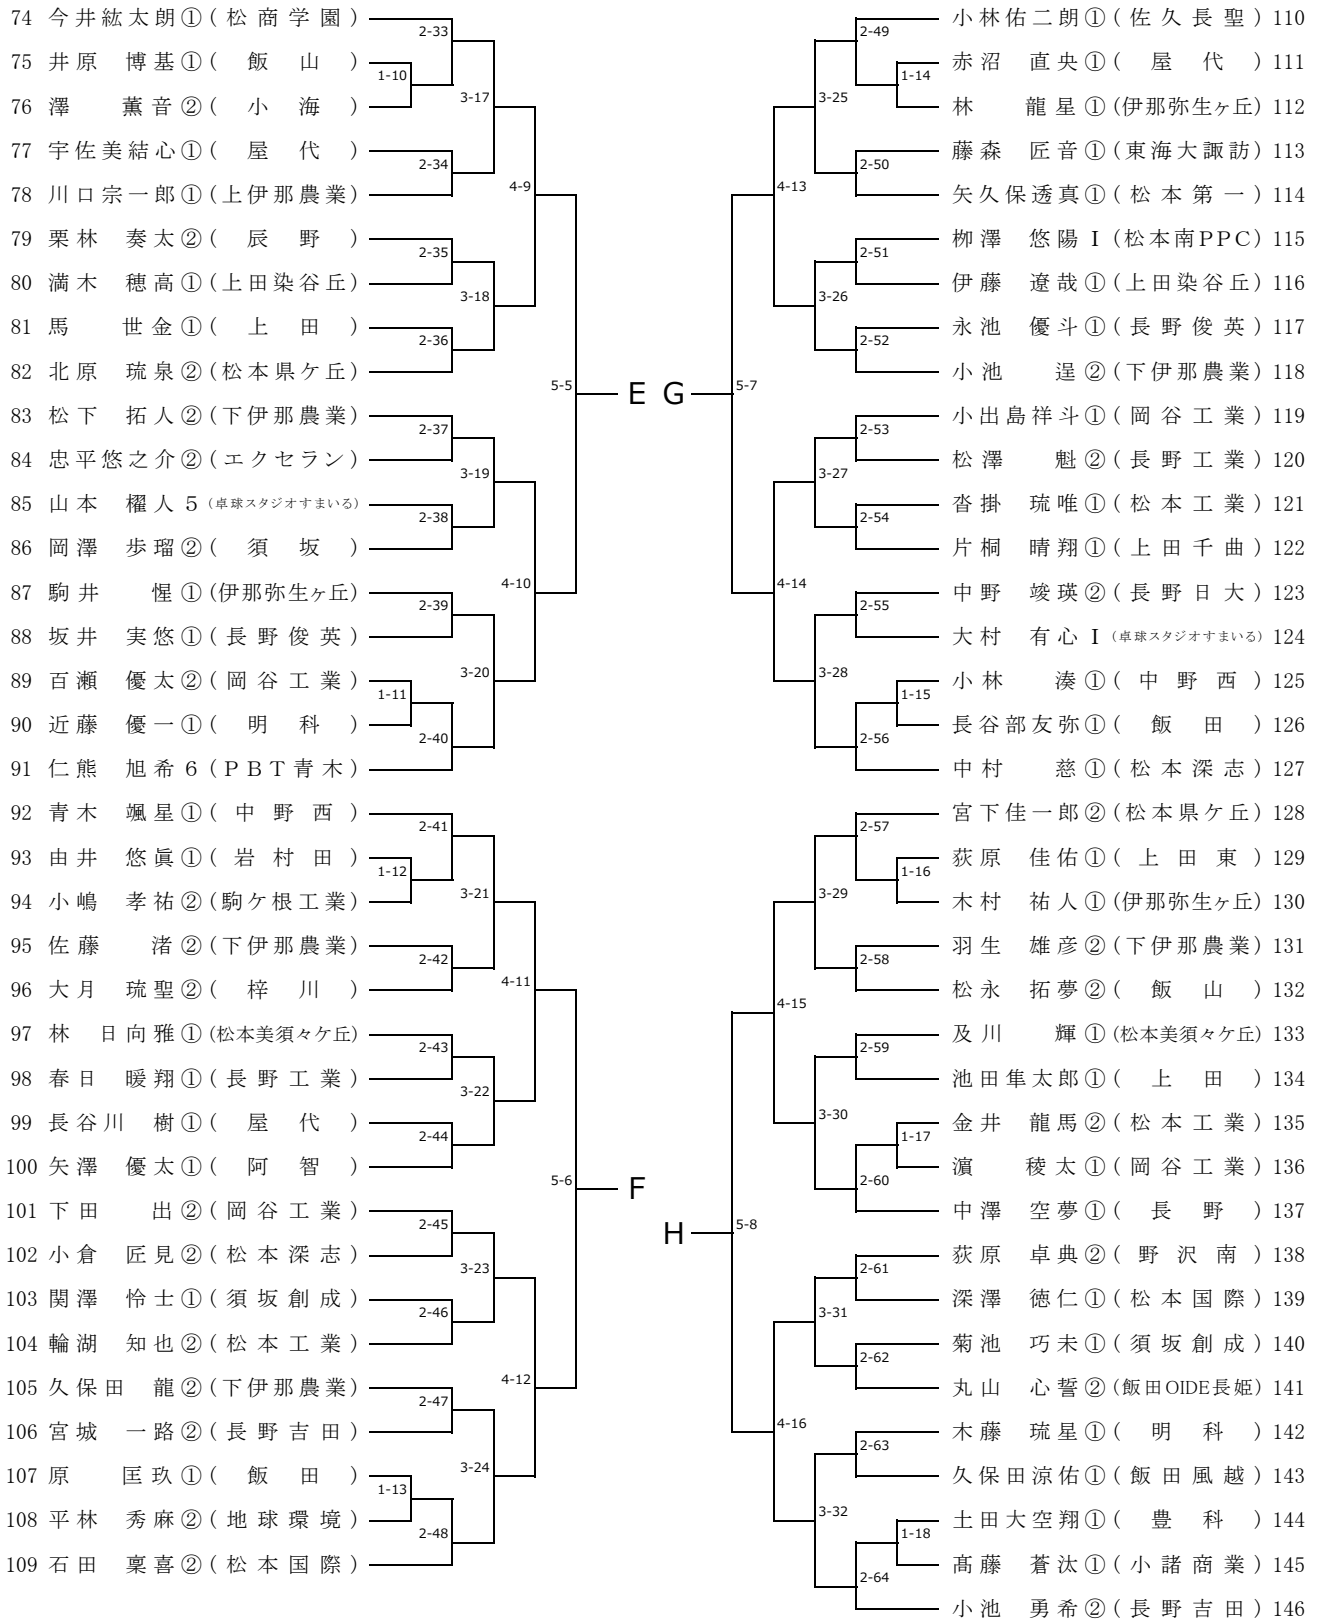 74 今井紘太朗①(松商学園)
2-33
75 井原 博基①(飯山)
1-10
76 澤 薫音②(小海)
3-17
77 宇佐美結心①(屋代)
2-34
78 川口宗一郎①(上伊那農業)
4-9
79 栗林 奏太②(辰野)
2-35
80 満木 穂高①(上田染谷丘)
3-18
81 馬 世金①(上田)
2-36
82 北原 琉泉②(松本県ケ丘)
5-5
E
83 松下 拓人②(下伊那農業)
2-37
84 忠平悠之介②(エクセラン)
3-19
85 山本 櫂人5(卓球スタジオすまいる)
2-38
86 岡澤 歩瑠②(須坂)
4-10
87 駒井 惺①(伊那弥生ヶ丘)
2-39
88 坂井 実悠①(長野俊英)
3-20
89 百瀬 優太②(岡谷工業)
1-11
90 近藤 優一①(明科)
2-40
91 仁熊 旭希6(PBT青木)
92 青木 颯星①(中野西)
2-41
93 由井 悠眞①(岩村田)
1-12
94 小嶋 孝祐②(駒ケ根工業)
3-21
95 佐藤 渚②(下伊那農業)
2-42
96 大月 琉聖②(梓川)
4-11
97 林 日向雅①(松本美須々ケ丘)
2-43
98 春日 暖翔①(長野工業)
3-22
99 長谷川 樹①(屋代)
2-44
100 矢澤 優太①(阿智)
5-6
F
101 下田 出②(岡谷工業)
2-45
102 小倉 匠見②(松本深志)
3-23
103 関澤 怜士①(須坂創成)
2-46
104 輪湖 知也②(松本工業)
4-12
105 久保田 龍②(下伊那農業)
2-47
106 宮城 一路②(長野吉田)
3-24
107 原 匡玖①(飯田)
1-13
108 平林 秀麻②(地球環境)
2-48
109 石田 稟喜②(松本国際)
小林佑二朗①(佐久長聖) 110
2-49
赤沼 直央①(屋代) 111
1-14
林 龍星①(伊那弥生ヶ丘) 112
3-25
藤森 匠音①(東海大諏訪) 113
2-50
矢久保透真①(松本第一) 114
4-13
栁澤 悠陽I(松本南PPC) 115
2-51
伊藤 遼哉①(上田染谷丘) 116
3-26
永池 優斗①(長野俊英) 117
2-52
小池 逞②(下伊那農業) 118
G
5-7
小出島祥斗①(岡谷工業) 119
2-53
松澤 魁②(長野工業) 120
3-27
沓掛 琉唯①(松本工業) 121
2-54
片桐 晴翔①(上田千曲) 122
4-14
中野 竣瑛②(長野日大) 123
2-55
大村 有心I(卓球スタジオすまいる) 124
3-28
小林 湊①(中野西) 125
1-15
長谷部友弥①(飯田) 126
2-56
中村 慈①(松本深志) 127
宮下佳一郎②(松本県ケ丘) 128
2-57
荻原 佳佑①(上田東) 129
1-16
木村 祐人①(伊那弥生ヶ丘) 130
3-29
羽生 雄彦②(下伊那農業) 131
2-58
松永 拓夢②(飯山) 132
4-15
及川 輝①(松本美須々ケ丘) 133
2-59
池田隼太郎①(上田) 134
3-30
金井 龍馬②(松本工業) 135
1-17
濵 稜太①(岡谷工業) 136
2-60
中澤 空夢①(長野) 137
H
5-8
荻原 卓典②(野沢南) 138
2-61
深澤 徳仁①(松本国際) 139
3-31
菊池 巧未①(須坂創成) 140
2-62
丸山 心誓②(飯田OIDE長姫) 141
4-16
木藤 琉星①(明科) 142
2-63
久保田涼佑①(飯田風越) 143
3-32
土田大空翔①(豊科) 144
1-18
髙藤 蒼汰①(小諸商業) 145
2-64
小池 勇希②(長野吉田) 146